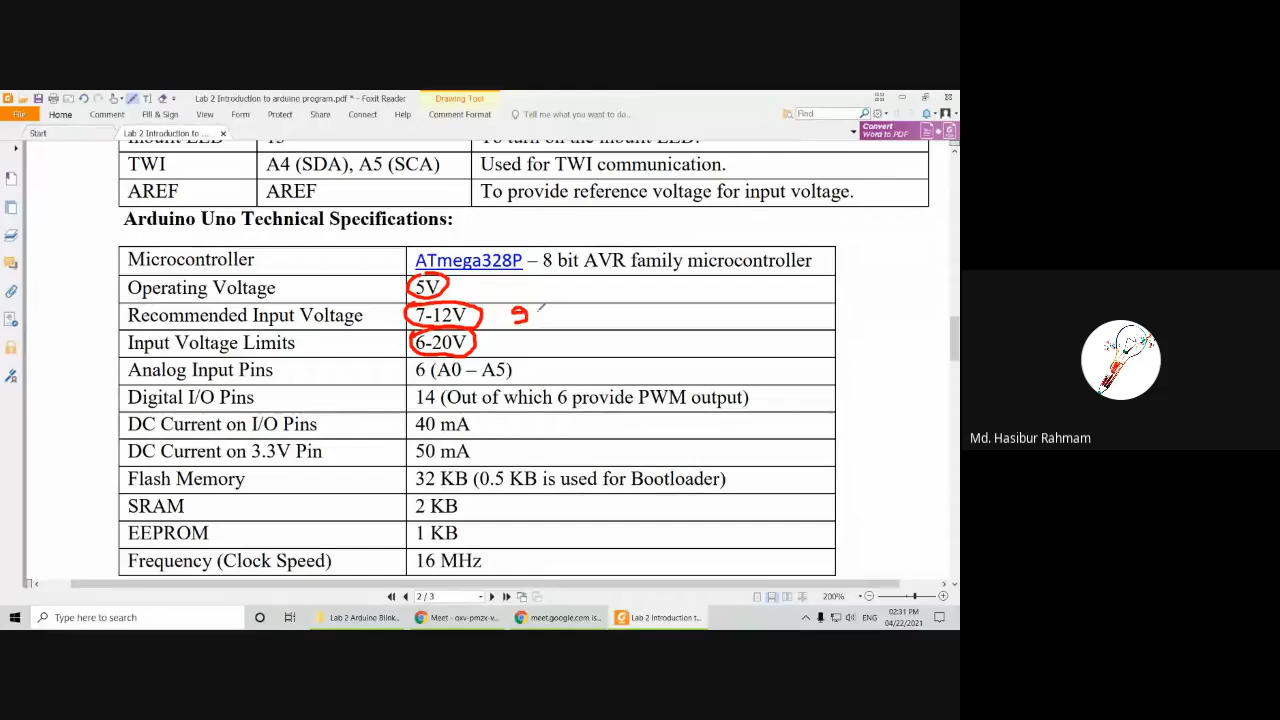 Lab 2 Introduction to arduino program.pdf * - Foxit Reader
Drawing Tool
File Home Comment Fill & Sign View Form Protect Share Connect Help Comment Format Tell me what you want to do.. Find
Start
Lab 2 Introduction to ...
Convert
Word to PDF
TWI A4 (SDA), A5 (SCA) Used for TWI communication.
AREF AREF To provide reference voltage for input voltage.
Arduino Uno Technical Specifications:
Microcontroller ATmega328P – 8 bit AVR family microcontroller
Operating Voltage 5V
Recommended Input Voltage 7-12V 9
Input Voltage Limits 6-20V
Analog Input Pins 6 (A0 – A5)
Digital I/O Pins 14 (Out of which 6 provide PWM output)
DC Current on I/O Pins 40 mA
DC Current on 3.3V Pin 50 mA
Flash Memory 32 KB (0.5 KB is used for Bootloader)
SRAM 2 KB
EEPROM 1 KB
Frequency (Clock Speed) 16 MHz
2 / 3
200%
Type here to search
Lab 2 Arduino Blink...
Meet - oxv-pmzx-v...
meet.google.com is...
Lab 2 Introduction t...
ENG
02:31 PM
04/22/2021
Md. Hasibur Rahmam